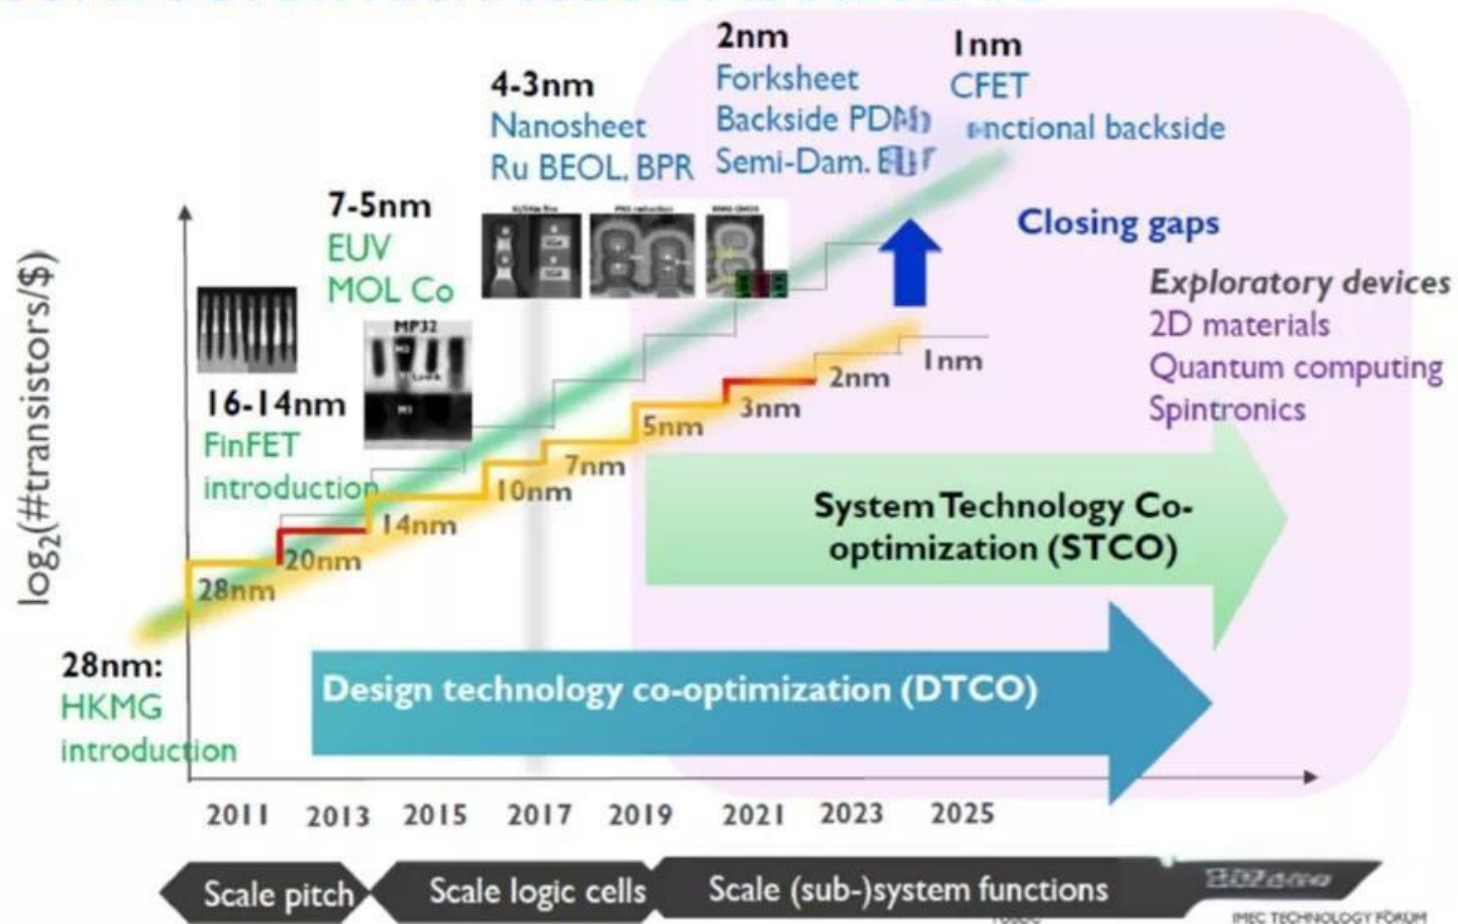 2nm
Forksheet
Backside
Semi-Dam.
1nm
CFET
backside
4-3nm
Nanosheet
Ru BEOL, BPR
7-5nm
EUV
MOL Co
MP32
16-14nm
FinFET
introduction
28nm:
HKMG
introduction
log₂(#transistors/$)
28nm
20nm
14nm
10nm
7nm
5nm
3nm
2nm
1nm
Closing gaps
Exploratory devices
2D materials
Quantum computing
Spintronics
System Technology Co-
optimization (STCO)
Design technology co-optimization (DTCO)
2011 2013 2015 2017 2019 2021 2023 2025
Scale pitch
Scale logic cells
Scale (sub-)system functions
IMEC TECHNOLOGY FORUM